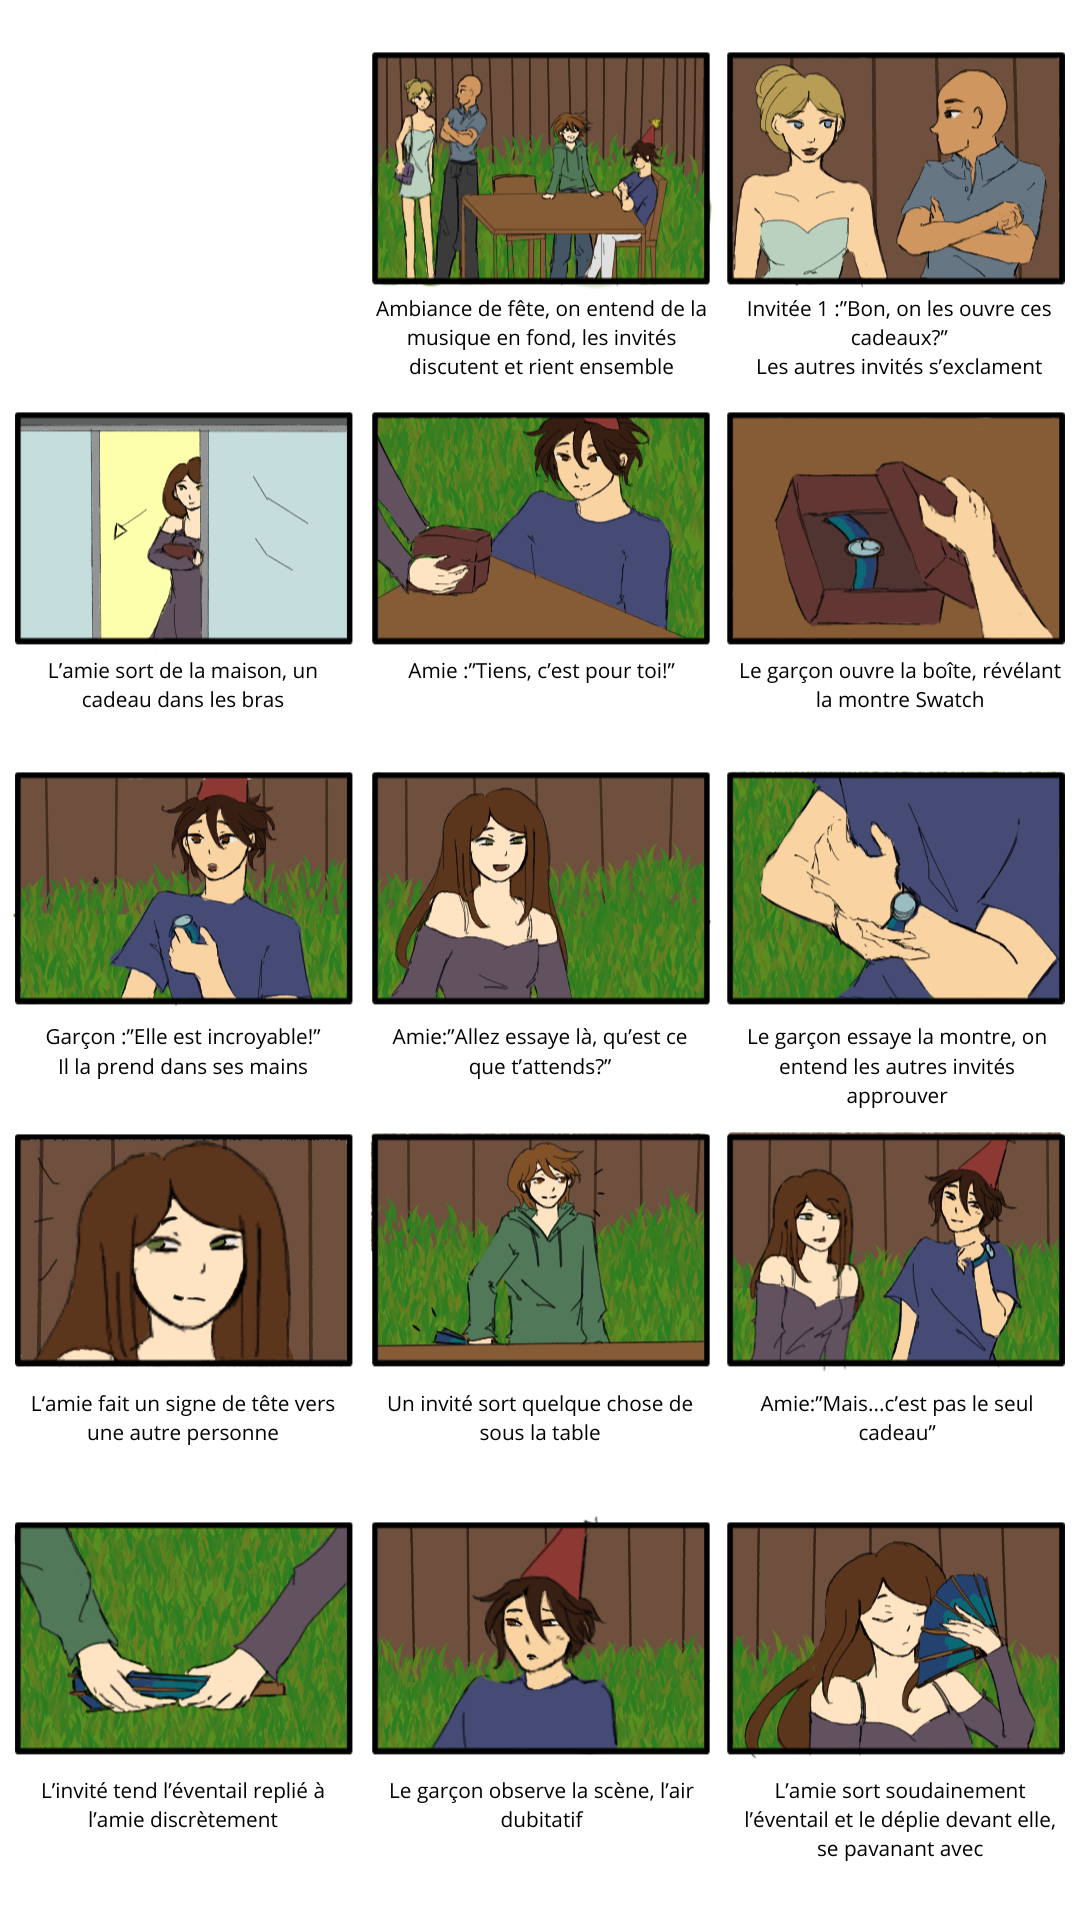 Ambiance de fête, on entend de la
musique en fond, les invités
discutent et rient ensemble
Invitée 1 :”Bon, on les ouvre ces
cadeaux?”
Les autres invités s’exclament
L’amie sort de la maison, un
cadeau dans les bras
Amie :”Tiens, c’est pour toi!”
Le garçon ouvre la boîte, révélant
la montre Swatch
Garçon :”Elle est incroyable!”
Il la prend dans ses mains
Amie:”Allez essaye là, qu’est ce
que t’attends?”
Le garçon essaye la montre, on
entend les autres invités
approuver
L‘amie fait un signe de tête vers
une autre personne
Un invité sort quelque chose de
sous la table
Amie:”Mais...c’est pas le seul
cadeau”
L’invité tend l’éventail replié à
l’amie discrètement
Le garçon observe la scène, l’air
dubitatif
L’amie sort soudainement
l’éventail et le déplie devant elle,
se pavanant avec